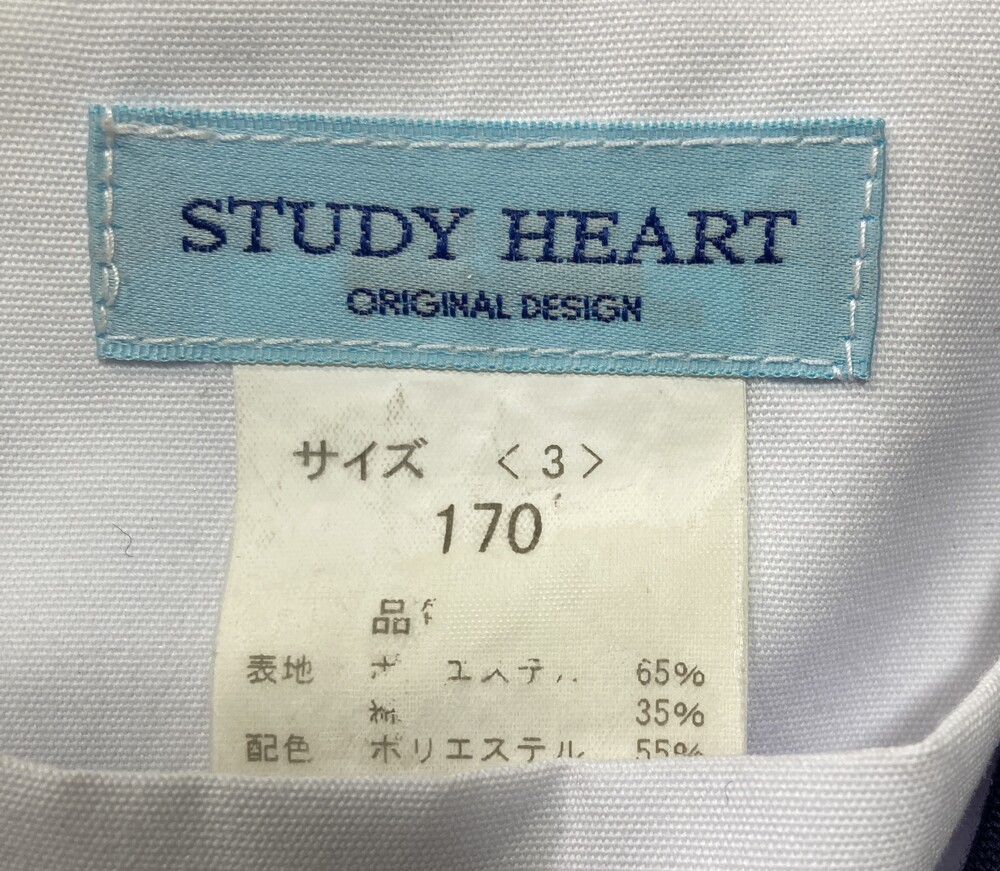 STUDY HEART
ORIGINAL DESIGN
サイズ <3>
170
品
表地 65%
35%
配色 ポリエステル 55%